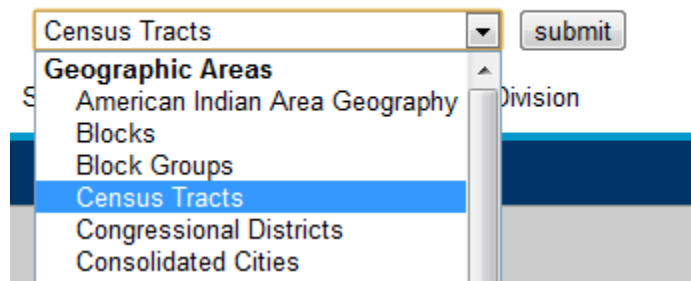 Census Tracts submit
Geographic Areas
American Indian Area Geography
S Division
Blocks
Block Groups
Census Tracts
Congressional Districts
Consolidated Cities